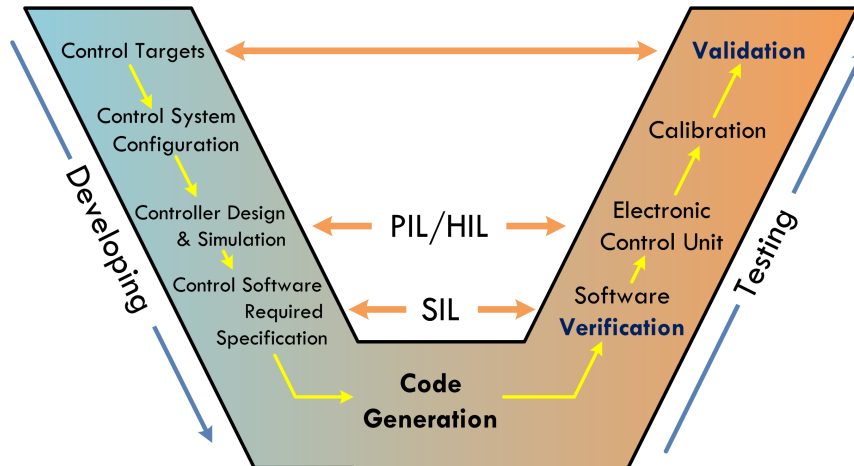 Control Targets
Control System
Configuration
Controller Design
& Simulation
Control Software
Required
Specification
Code
Generation
Software
Verification
Electronic
Control Unit
Calibration
Validation
PIL/HIL
SIL
Developing
Testing